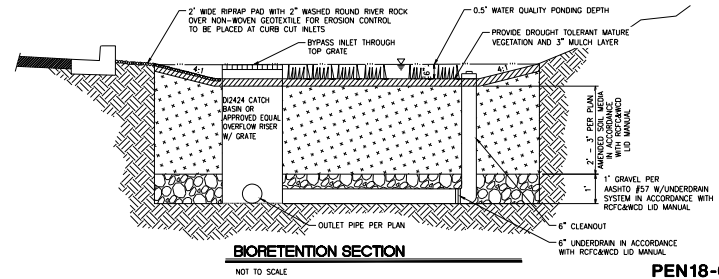 2' WIDE RIPRAP PAD WITH 2" WASHED ROUND RIVER ROCK
OVER NON-WOVEN GEOTEXTILE FOR EROSION CONTROL
TO BE PLACED AT CURB CUT INLETS
0.5' WATER QUALITY PONDING DEPTH
BYPASS INLET THROUGH
TOP GRATE
PROVIDE DROUGHT TOLERANT MATURE
VEGETATION AND 3" MULCH LAYER
4:1
6"
4:1
DI2424 CATCH
BASIN OR
APPROVED EQUAL
OVERFLOW RISER
W/ GRATE
2' - 3' PER PLAN
AMENDED SOIL MEDIA
IN ACCORDANCE
WITH RCFC&WCD
LID MANUAL
1'
1' GRAVEL PER
AASHTO #57 W/UNDERDRAIN
SYSTEM IN ACCORDANCE WITH
RCFC&WCD LID MANUAL
OUTLET PIPE PER PLAN
6" CLEANOUT
6" UNDERDRAIN IN ACCORDANCE
WITH RCFC&WCD LID MANUAL
BIORETENTION SECTION
NOT TO SCALE
PEN18-